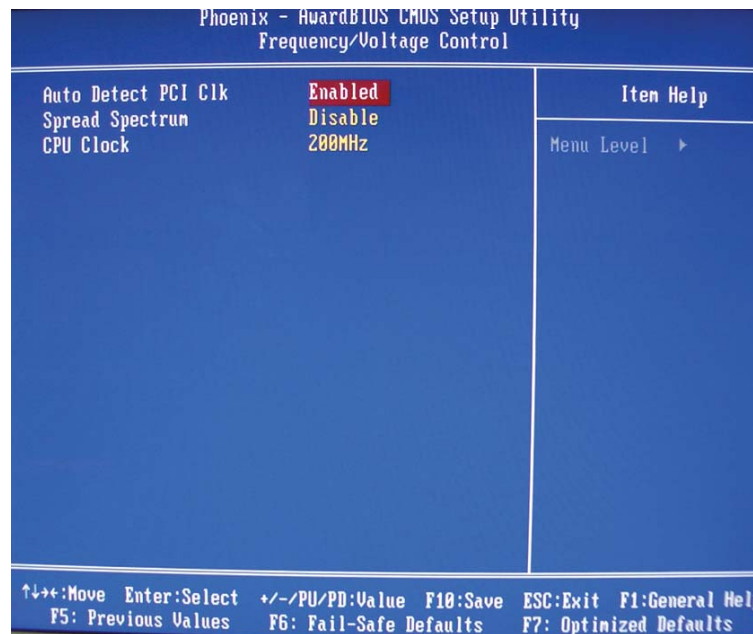 Phoenix - AwardBIOS CMOS Setup Utility
Frequency/Voltage Control
Auto Detect PCI Clk Enabled
Spread Spectrum Disable
CPU Clock 200MHz
Item Help
Menu Level ▶
↑↓→←:Move Enter:Select +/-/PU/PD:Value F10:Save ESC:Exit F1:General Hel
F5: Previous Values F6: Fail-Safe Defaults F7: Optimized Defaults